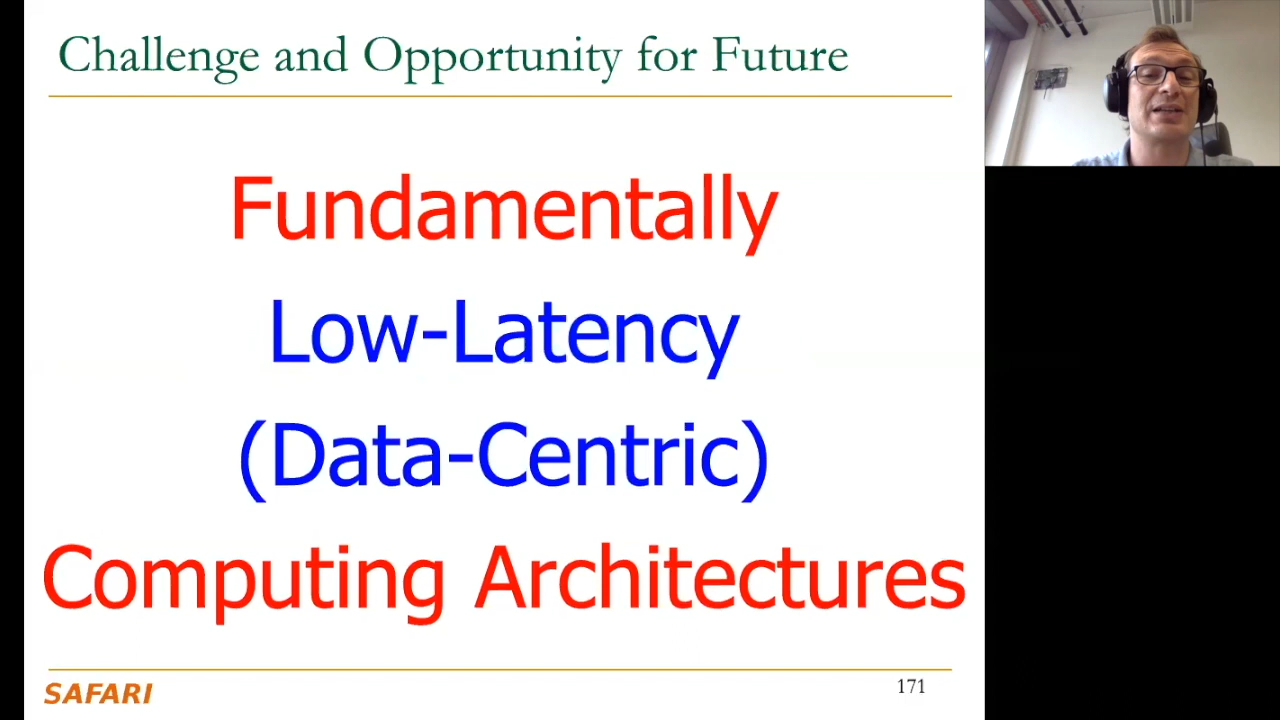 Challenge and Opportunity for Future
Fundamentally
Low-Latency
(Data-Centric)
Computing Architectures
SAFARI
171